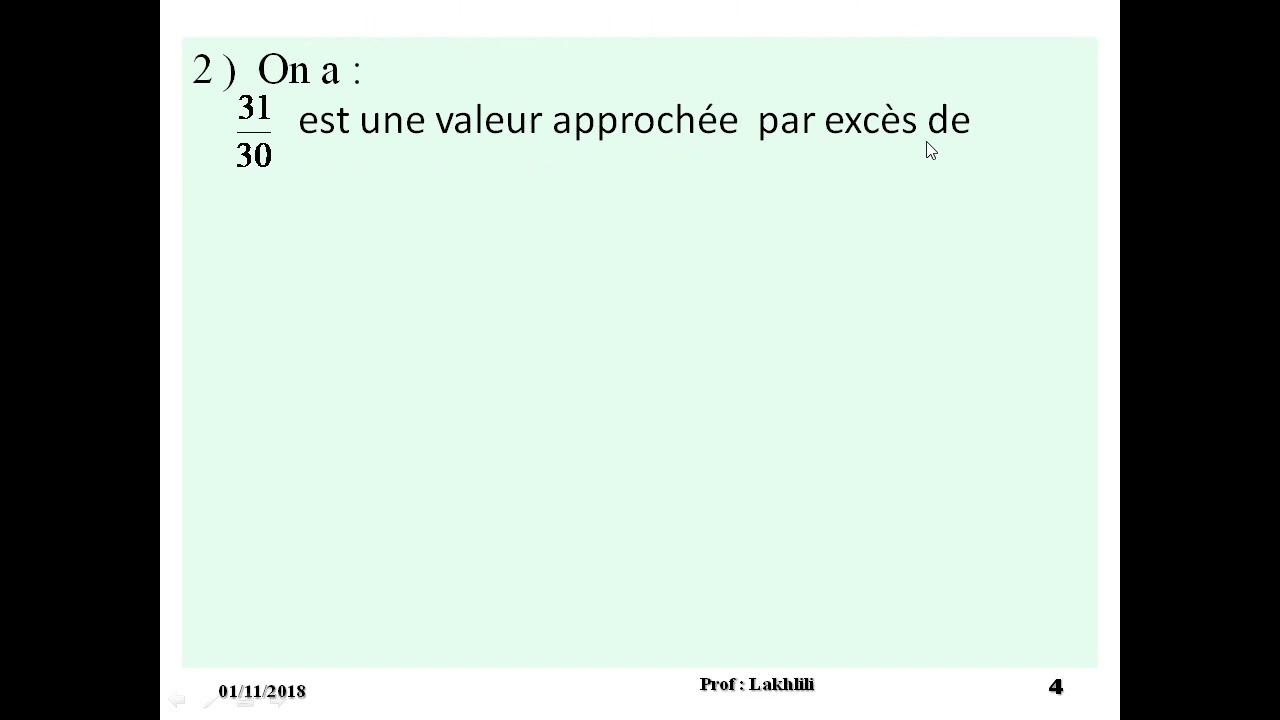 2 ) On a :
31
30
est une valeur approchée par excès de
01/11/2018
Prof : Lakhlili
4